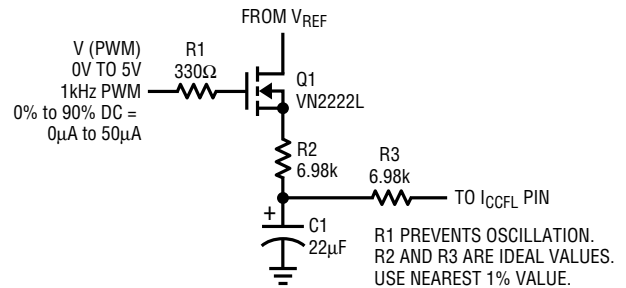 FROM VREF
V (PWM)
0V TO 5V
1kHz PWM
0% to 90% DC =
0µA to 50µA
R1
330Ω
Q1
VN2222L
R2
6.98k
R3
6.98k
TO ICCFL PIN
+
C1
22µF
R1 PREVENTS OSCILLATION.
R2 AND R3 ARE IDEAL VALUES.
USE NEAREST 1% VALUE.